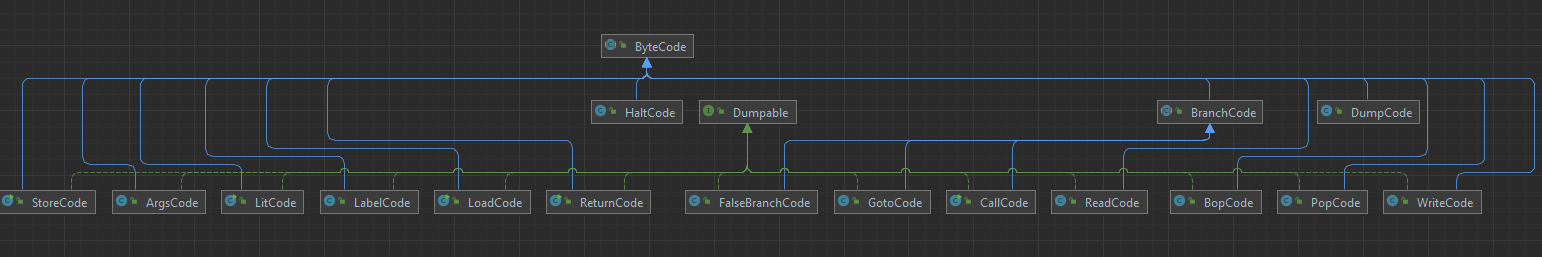 ByteCode
HaltCode Dumpable BranchCode DumpCode
StoreCode ArgsCode LitCode LabelCode LoadCode ReturnCode FalseBranchCode GotoCode CallCode ReadCode BopCode PopCode WriteCode